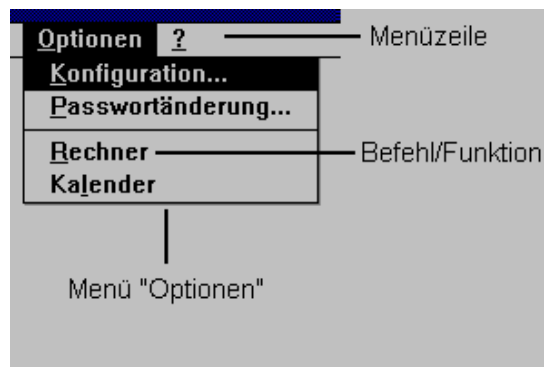 Optionen ? Menüzeile
Konfiguration...
Passwortänderung...
Rechner Befehl/Funktion
Kalender
Menü "Optionen"